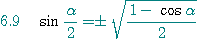 6.9 sin α/2 = ± √((1 - cos α)/2)